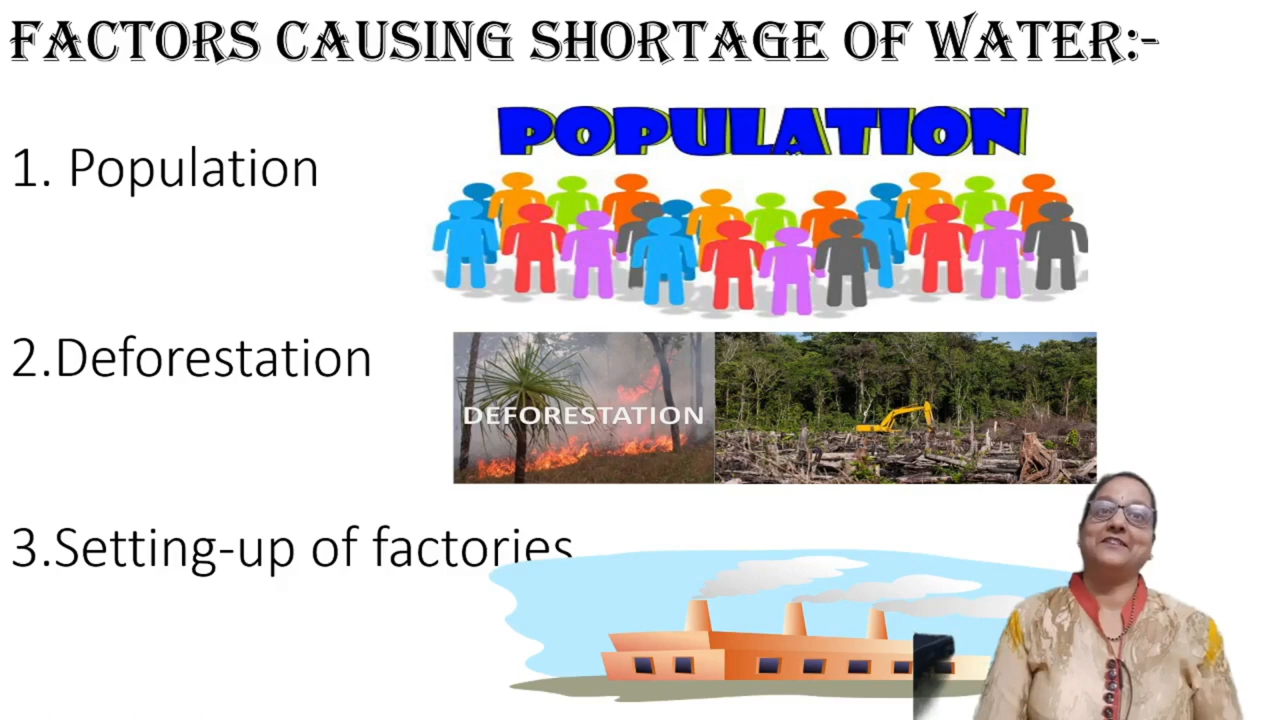 FACTORS CAUSING SHORTAGE OF WATER:-
POPULATION
1. Population
2.Deforestation
DEFORESTATION
3.Setting-up of factories